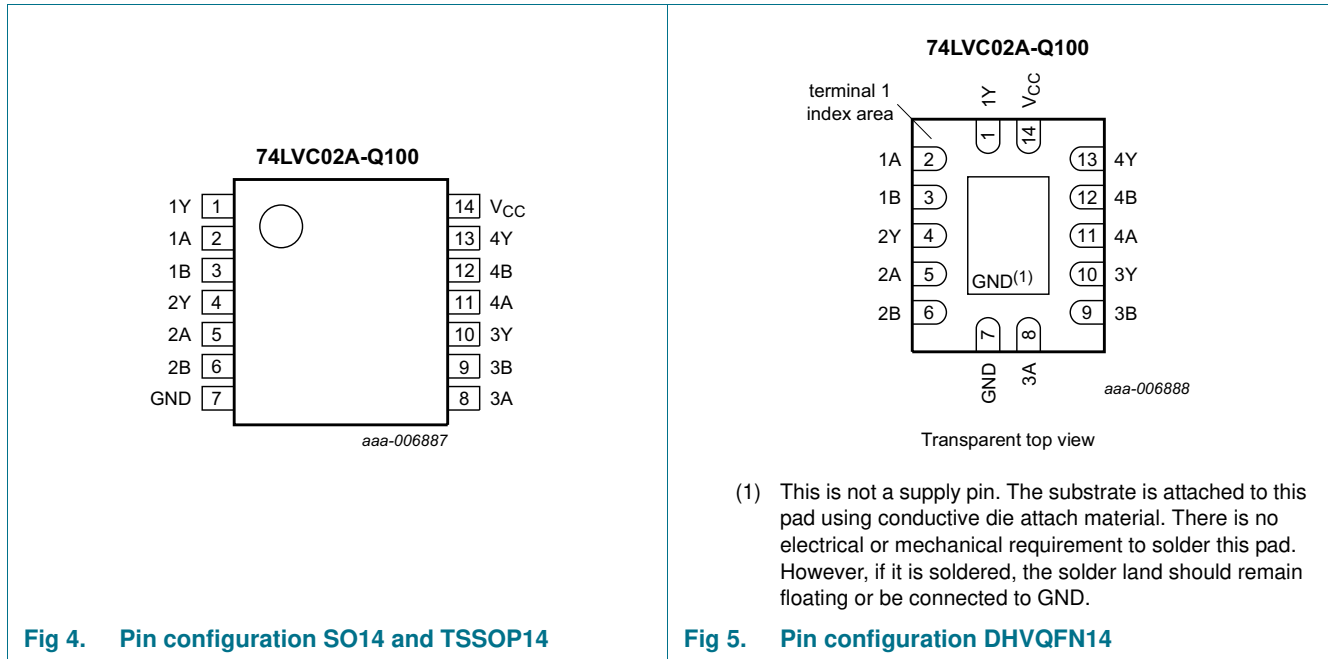 74LVC02A-Q100
1Y 1
1A 2
1B 3
2Y 4
2A 5
2B 6
GND 7
14 VCC
13 4Y
12 4B
11 4A
10 3Y
9 3B
8 3A
aaa-006887
Fig 4. Pin configuration SO14 and TSSOP14
74LVC02A-Q100
terminal 1
index area
1Y VCC
1 14
1A 2
1B 3
2Y 4
2A 5
2B 6
13 4Y
12 4B
11 4A
10 3Y
9 3B
GND(1)
7 8
GND 3A
aaa-006888
Transparent top view
(1) This is not a supply pin. The substrate is attached to this
pad using conductive die attach material. There is no
electrical or mechanical requirement to solder this pad.
However, if it is soldered, the solder land should remain
floating or be connected to GND.
Fig 5. Pin configuration DHVQFN14